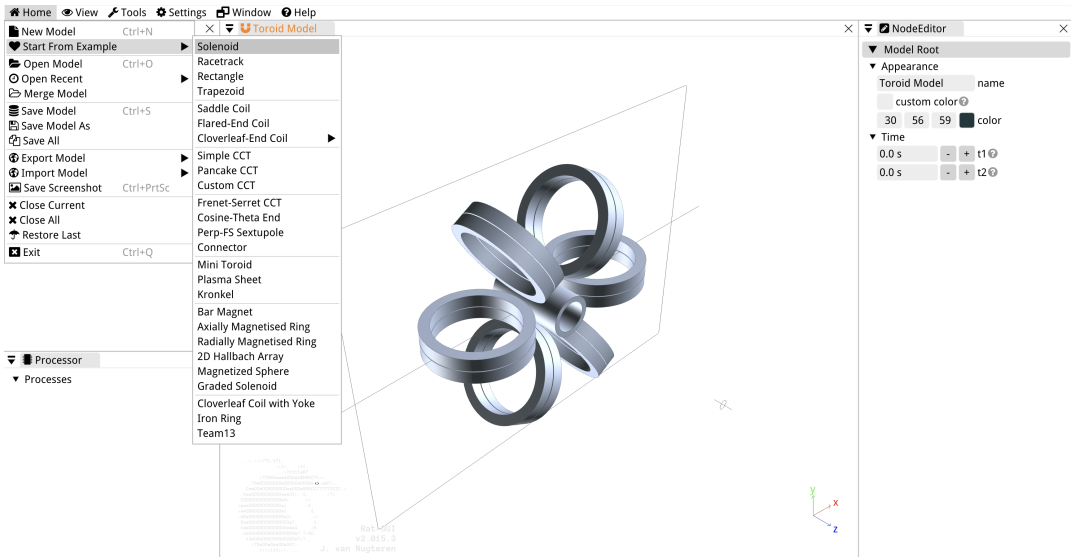 Home View Tools Settings Window Help
New Model Ctrl+N
Start From Example
Open Model Ctrl+O
Open Recent
Merge Model
Save Model Ctrl+S
Save Model As
Save All
Export Model
Import Model
Save Screenshot Ctrl+PrtSc
Close Current
Close All
Restore Last
Exit Ctrl+Q
Solenoid
Racetrack
Rectangle
Trapezoid
Saddle Coil
Flared-End Coil
Cloverleaf-End Coil
Simple CCT
Pancake CCT
Custom CCT
Frenet-Serret CCT
Cosine-Theta End
Perp-FS Sextupole
Connector
Mini Toroid
Plasma Sheet
Kronkel
Bar Magnet
Axially Magnetised Ring
Radially Magnetised Ring
2D Hallbach Array
Magnetized Sphere
Graded Solenoid
Cloverleaf Coil with Yoke
Iron Ring
Team13
Processor
Processes
Toroid Model
y
x
z
Rat-GUI
v2.015.3
J. van Nugteren
NodeEditor
Model Root
Appearance
Toroid Model name
custom color
30 56 59 color
Time
0.0 s - + t1
0.0 s - + t2